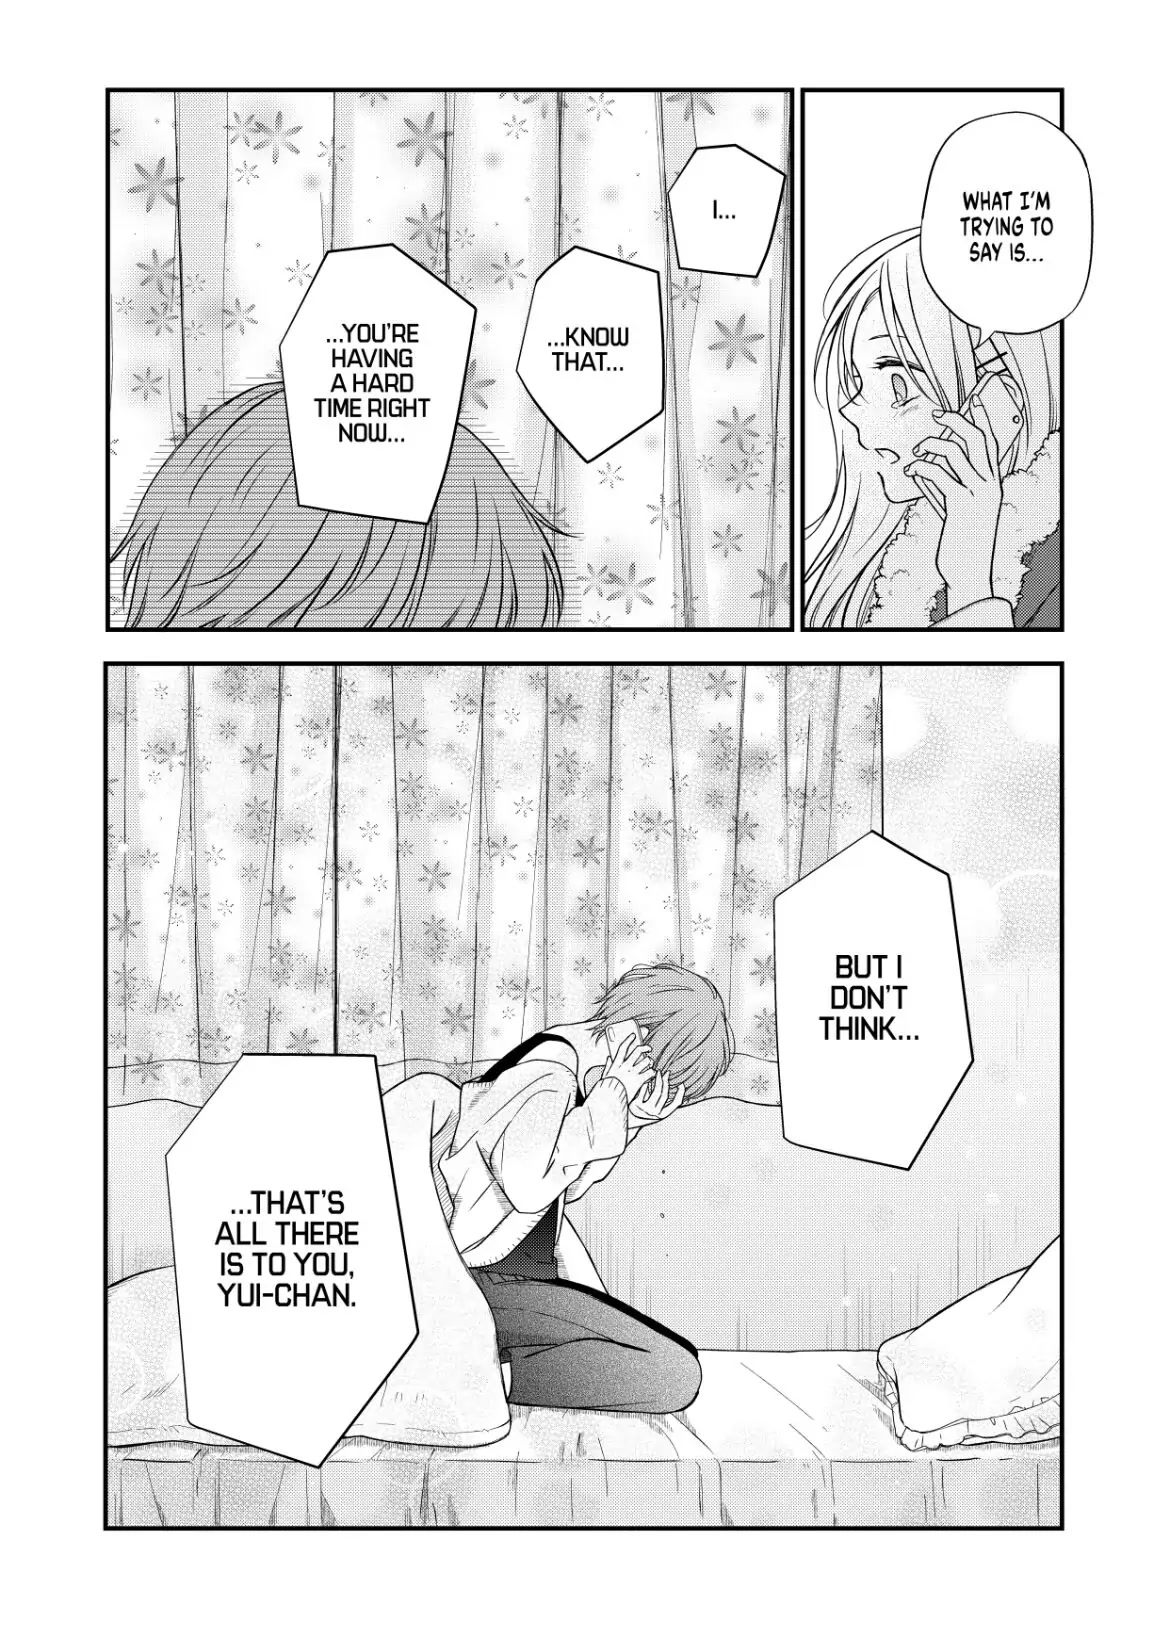 WHAT I'M
TRYING TO
SAY IS...
I...
...KNOW
THAT...
...YOU'RE
HAVING
A HARD
TIME RIGHT
NOW...
BUT I
DON'T
THINK...
...THAT'S
ALL THERE
IS TO YOU,
YUI-CHAN.